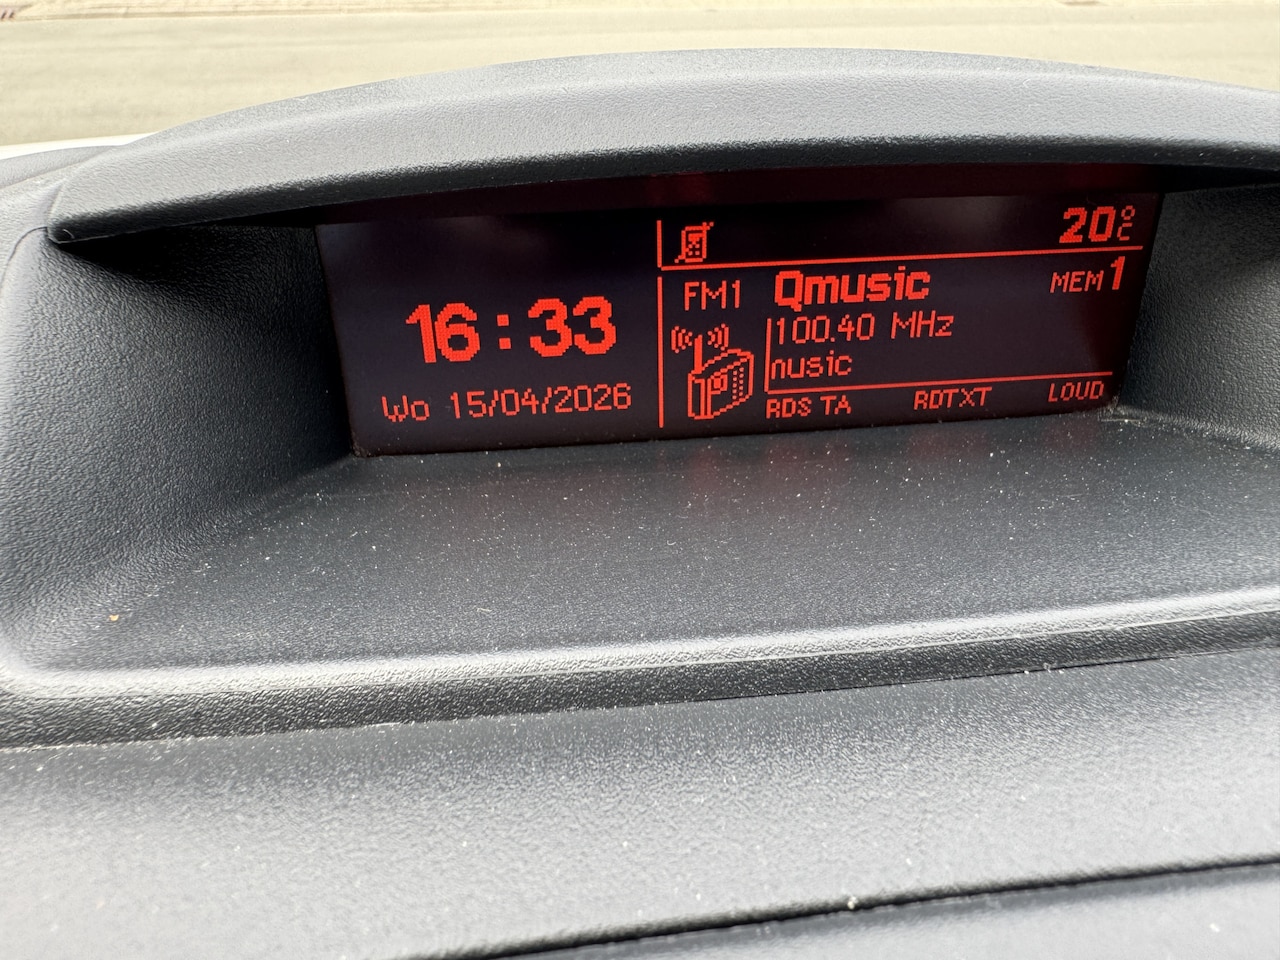 16:33
Wo 15/04/2026
20°C
FM1 Qmusic MEM 1
100.40 MHz
nusic
RDS TA RDTXT LOUD